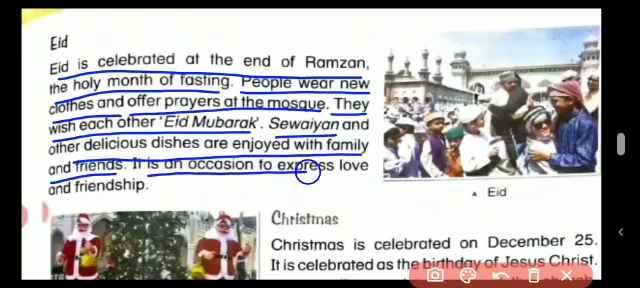 Eid
Eid is celebrated at the end of Ramzan,
the holy month of fasting. People wear new
clothes and offer prayers at the mosque. They
wish each other 'Eid Mubarak'. Sewaiyan and
other delicious dishes are enjoyed with family
and friends. It is an occasion to express love
and friendship.
▲ Eid
Christmas
Christmas is celebrated on December 25.
It is celebrated as the birthday of Jesus Christ.